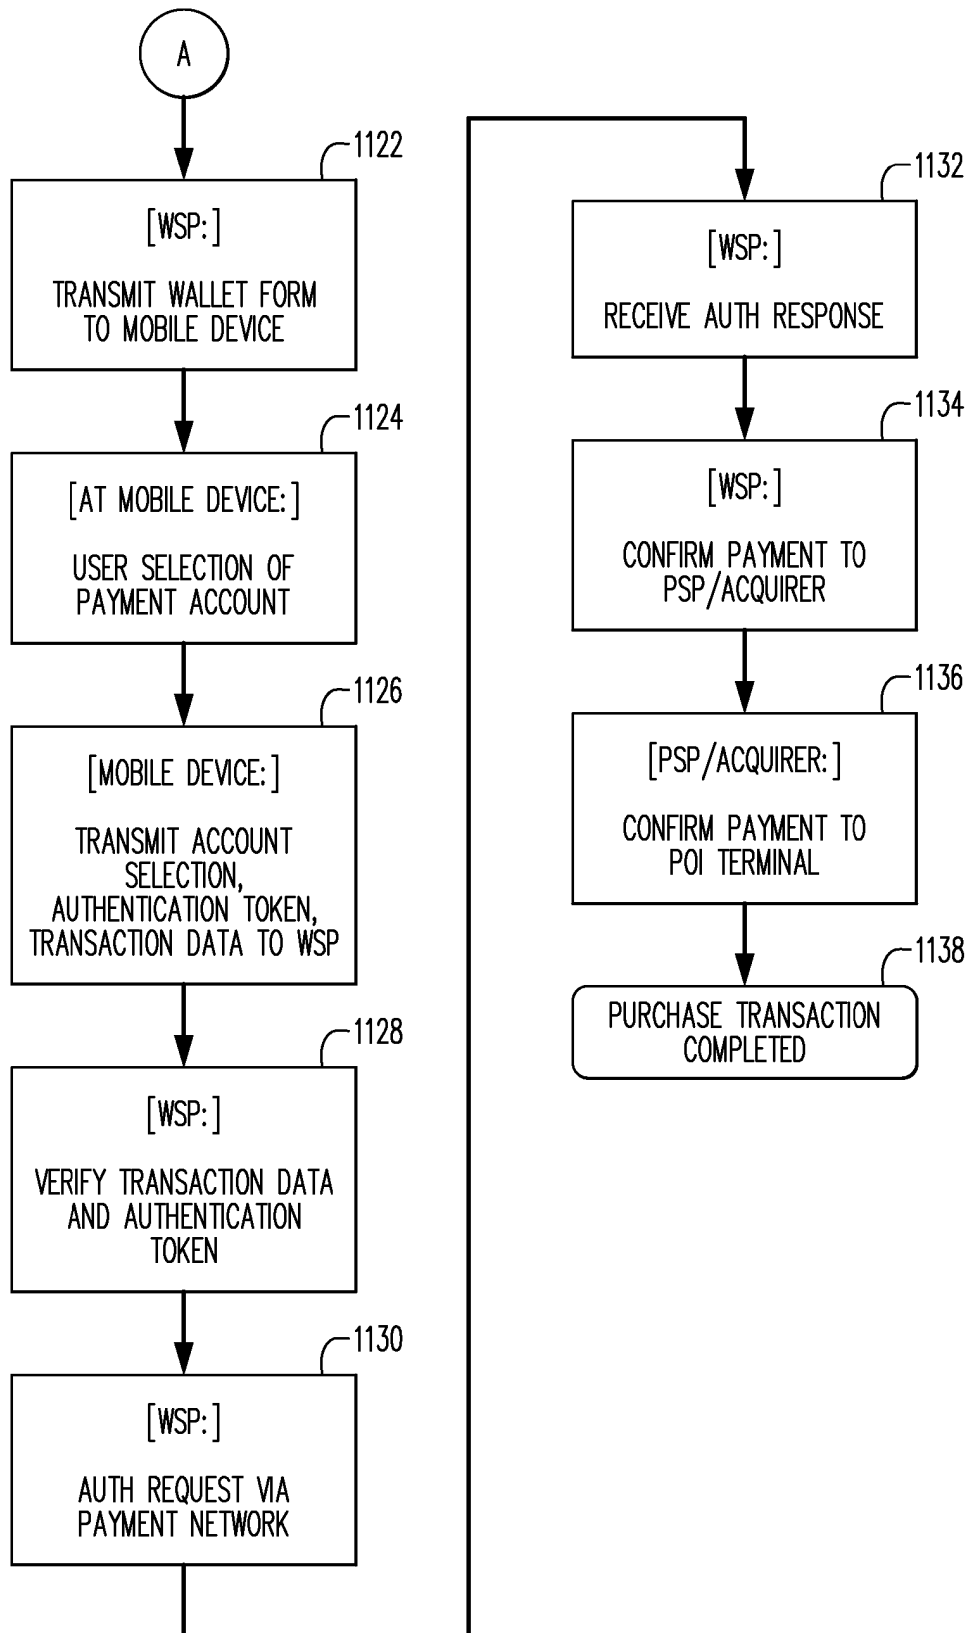 A
1122
[WSP:]
TRANSMIT WALLET FORM
TO MOBILE DEVICE
1124
[AT MOBILE DEVICE:]
USER SELECTION OF
PAYMENT ACCOUNT
1126
[MOBILE DEVICE:]
TRANSMIT ACCOUNT
SELECTION,
AUTHENTICATION TOKEN,
TRANSACTION DATA TO WSP
1128
[WSP:]
VERIFY TRANSACTION DATA
AND AUTHENTICATION
TOKEN
1130
[WSP:]
AUTH REQUEST VIA
PAYMENT NETWORK
1132
[WSP:]
RECEIVE AUTH RESPONSE
1134
[WSP:]
CONFIRM PAYMENT TO
PSP/ACQUIRER
1136
[PSP/ACQUIRER:]
CONFIRM PAYMENT TO
POI TERMINAL
1138
PURCHASE TRANSACTION
COMPLETED